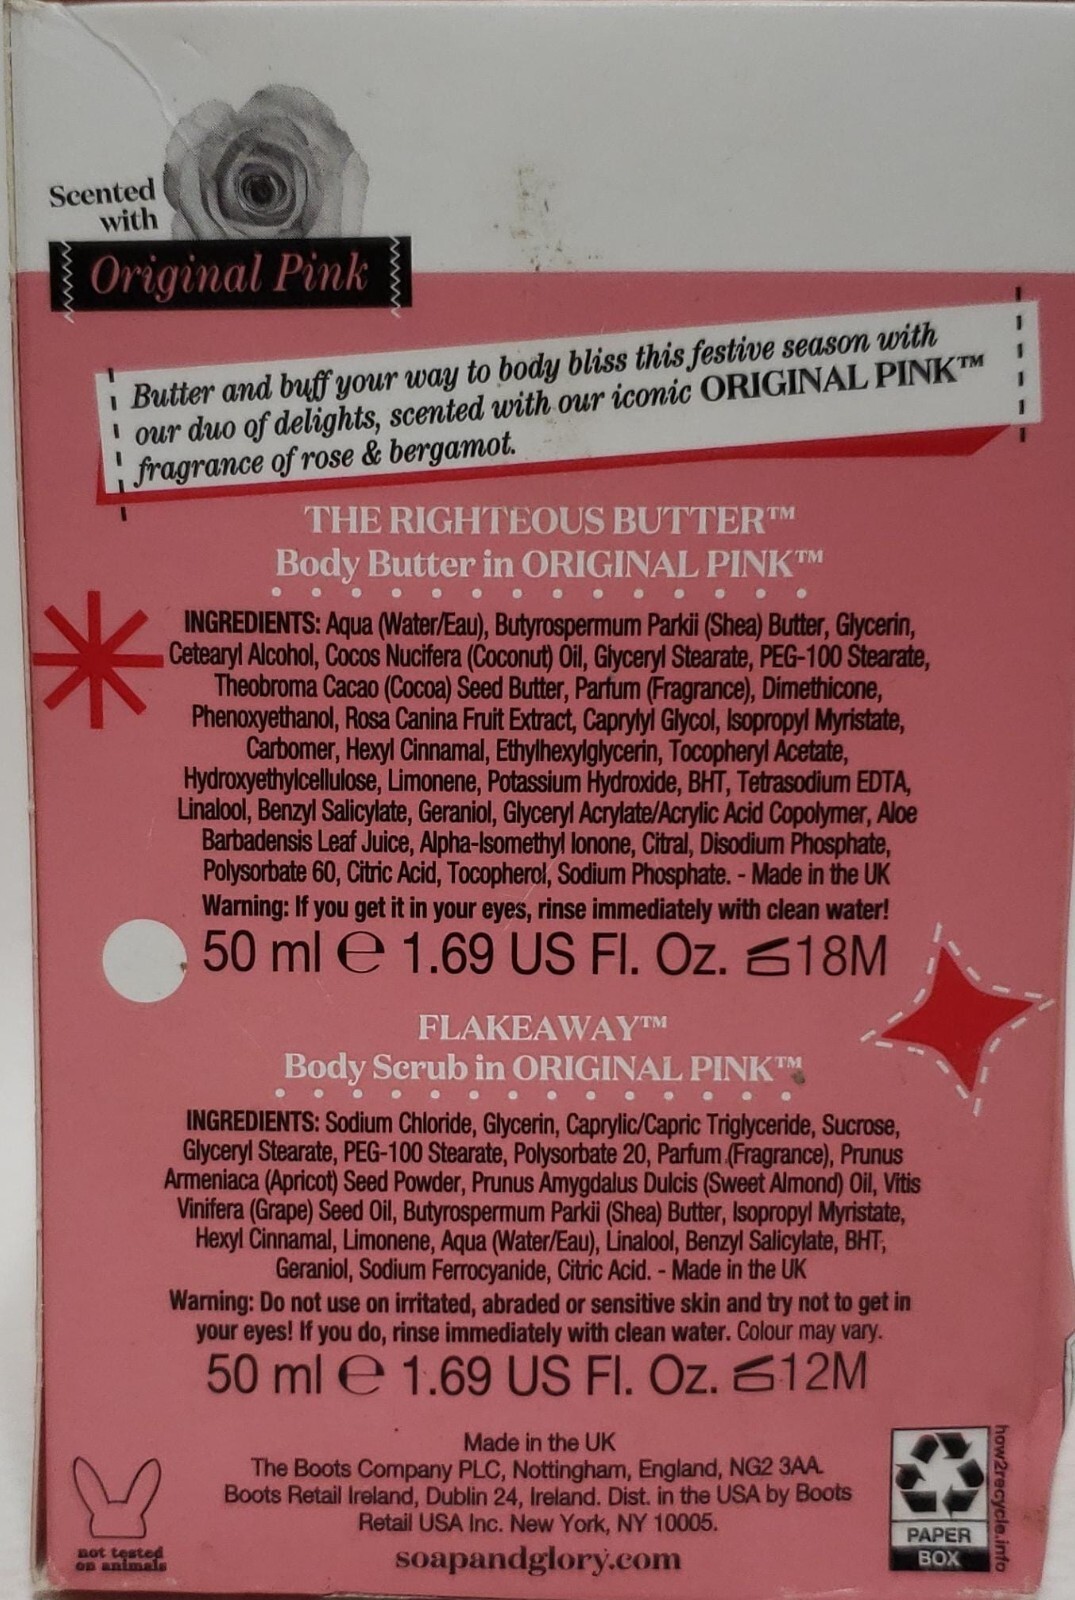 Scented
with
Original Pink
Butter and buff your way to body bliss this festive season with
our duo of delights, scented with our iconic ORIGINAL PINK™
fragrance of rose & bergamot.
THE RIGHTEOUS BUTTER™
Body Butter in ORIGINAL PINK™
INGREDIENTS: Aqua (Water/Eau), Butyrospermum Parkii (Shea) Butter, Glycerin,
Cetearyl Alcohol, Cocos Nucifera (Coconut) Oil, Glyceryl Stearate, PEG-100 Stearate,
Theobroma Cacao (Cocoa) Seed Butter, Parfum (Fragrance), Dimethicone,
Phenoxyethanol, Rosa Canina Fruit Extract, Caprylyl Glycol, Isopropyl Myristate,
Carbomer, Hexyl Cinnamal, Ethylhexylglycerin, Tocopheryl Acetate,
Hydroxyethylcellulose, Limonene, Potassium Hydroxide, BHT, Tetrasodium EDTA,
Linalool, Benzyl Salicylate, Geraniol, Glyceryl Acrylate/Acrylic Acid Copolymer, Aloe
Barbadensis Leaf Juice, Alpha-Isomethyl Ionone, Citral, Disodium Phosphate,
Polysorbate 60, Citric Acid, Tocopherol, Sodium Phosphate. - Made in the UK
Warning: If you get it in your eyes, rinse immediately with clean water!
50 ml ℮ 1.69 US Fl. Oz. 18M
FLAKEAWAY™
Body Scrub in ORIGINAL PINK™
INGREDIENTS: Sodium Chloride, Glycerin, Caprylic/Capric Triglyceride, Sucrose,
Glyceryl Stearate, PEG-100 Stearate, Polysorbate 20, Parfum (Fragrance), Prunus
Armeniaca (Apricot) Seed Powder, Prunus Amygdalus Dulcis (Sweet Almond) Oil, Vitis
Vinifera (Grape) Seed Oil, Butyrospermum Parkii (Shea) Butter, Isopropyl Myristate,
Hexyl Cinnamal, Limonene, Aqua (Water/Eau), Linalool, Benzyl Salicylate, BHT,
Geraniol, Sodium Ferrocyanide, Citric Acid. - Made in the UK
Warning: Do not use on irritated, abraded or sensitive skin and try not to get in
your eyes! If you do, rinse immediately with clean water. Colour may vary.
50 ml ℮ 1.69 US Fl. Oz. 12M
Made in the UK
The Boots Company PLC, Nottingham, England, NG2 3AA.
Boots Retail Ireland, Dublin 24, Ireland. Dist. in the USA by Boots
Retail USA Inc. New York, NY 10005.
soapandglory.com
not tested
on animals
PAPER
BOX
how2recycle.info